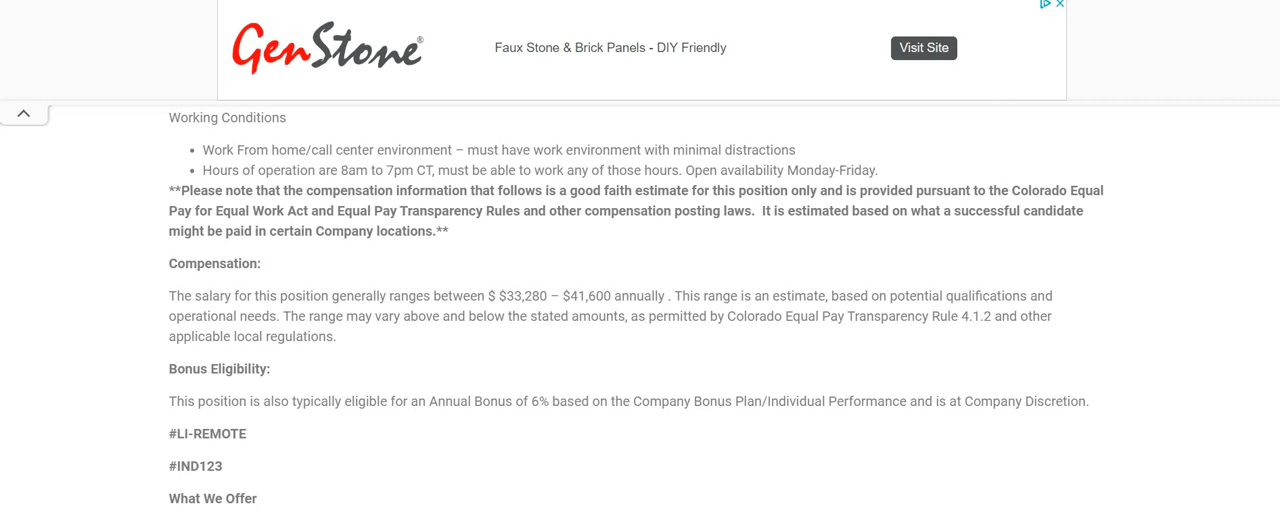 GenStone®
Faux Stone & Brick Panels - DIY Friendly
Visit Site
Working Conditions
• Work From home/call center environment – must have work environment with minimal distractions
• Hours of operation are 8am to 7pm CT, must be able to work any of those hours. Open availability Monday-Friday.
**Please note that the compensation information that follows is a good faith estimate for this position only and is provided pursuant to the Colorado Equal
Pay for Equal Work Act and Equal Pay Transparency Rules and other compensation posting laws.  It is estimated based on what a successful candidate
might be paid in certain Company locations.**
Compensation:
The salary for this position generally ranges between $ $33,280 – $41,600 annually . This range is an estimate, based on potential qualifications and
operational needs. The range may vary above and below the stated amounts, as permitted by Colorado Equal Pay Transparency Rule 4.1.2 and other
applicable local regulations.
Bonus Eligibility:
This position is also typically eligible for an Annual Bonus of 6% based on the Company Bonus Plan/Individual Performance and is at Company Discretion.
#LI-REMOTE
#IND123
What We Offer